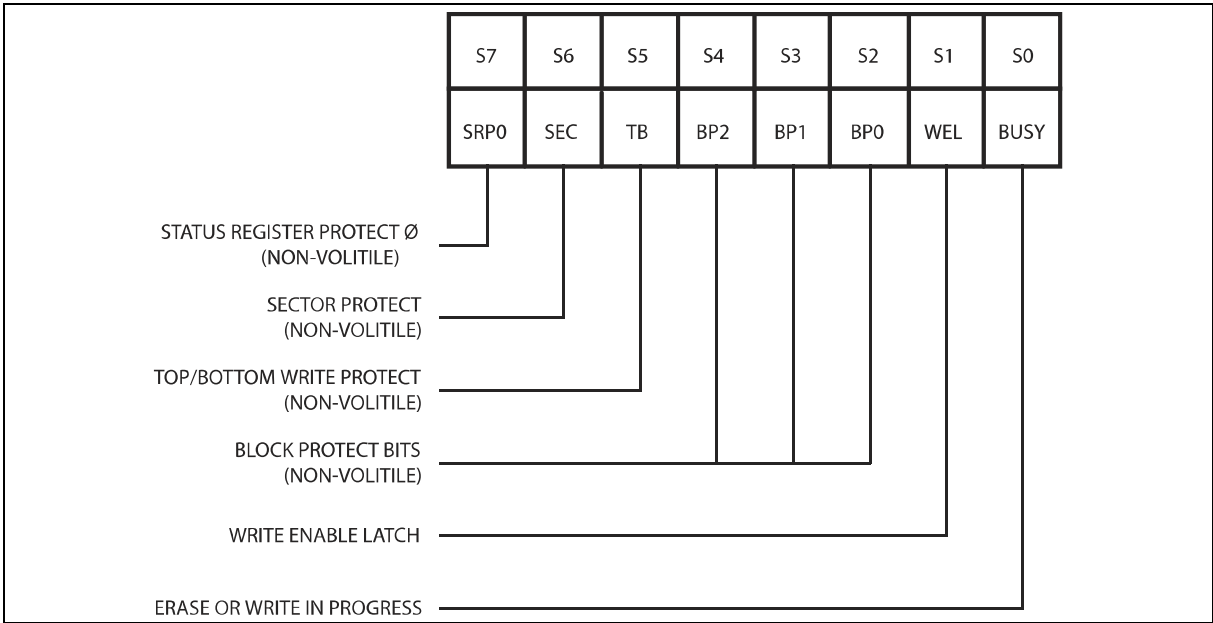 S7 S6 S5 S4 S3 S2 S1 S0
SRP0 SEC TB BP2 BP1 BP0 WEL BUSY
STATUS REGISTER PROTECT Ø
(NON-VOLITILE)
SECTOR PROTECT
(NON-VOLITILE)
TOP/BOTTOM WRITE PROTECT
(NON-VOLITILE)
BLOCK PROTECT BITS
(NON-VOLITILE)
WRITE ENABLE LATCH
ERASE OR WRITE IN PROGRESS